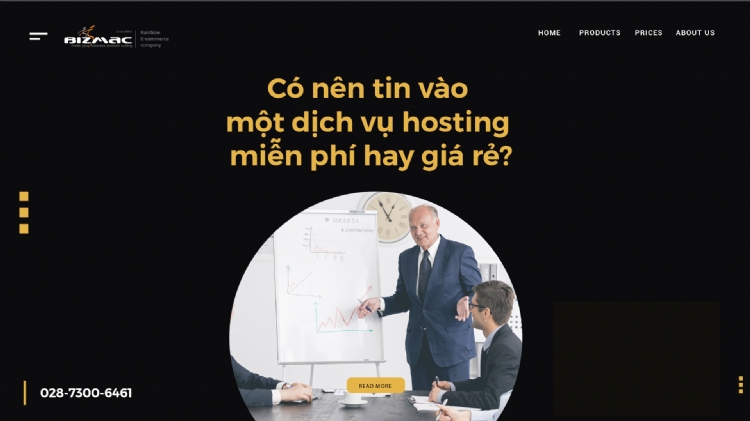 BIZMAC
Rainbow
E-commerce
Company
HOME
PRODUCTS
PRICES
ABOUT US
Có nên tin vào
một dịch vụ hosting
miễn phí hay giá rẻ?
READ MORE
028-7300-6461